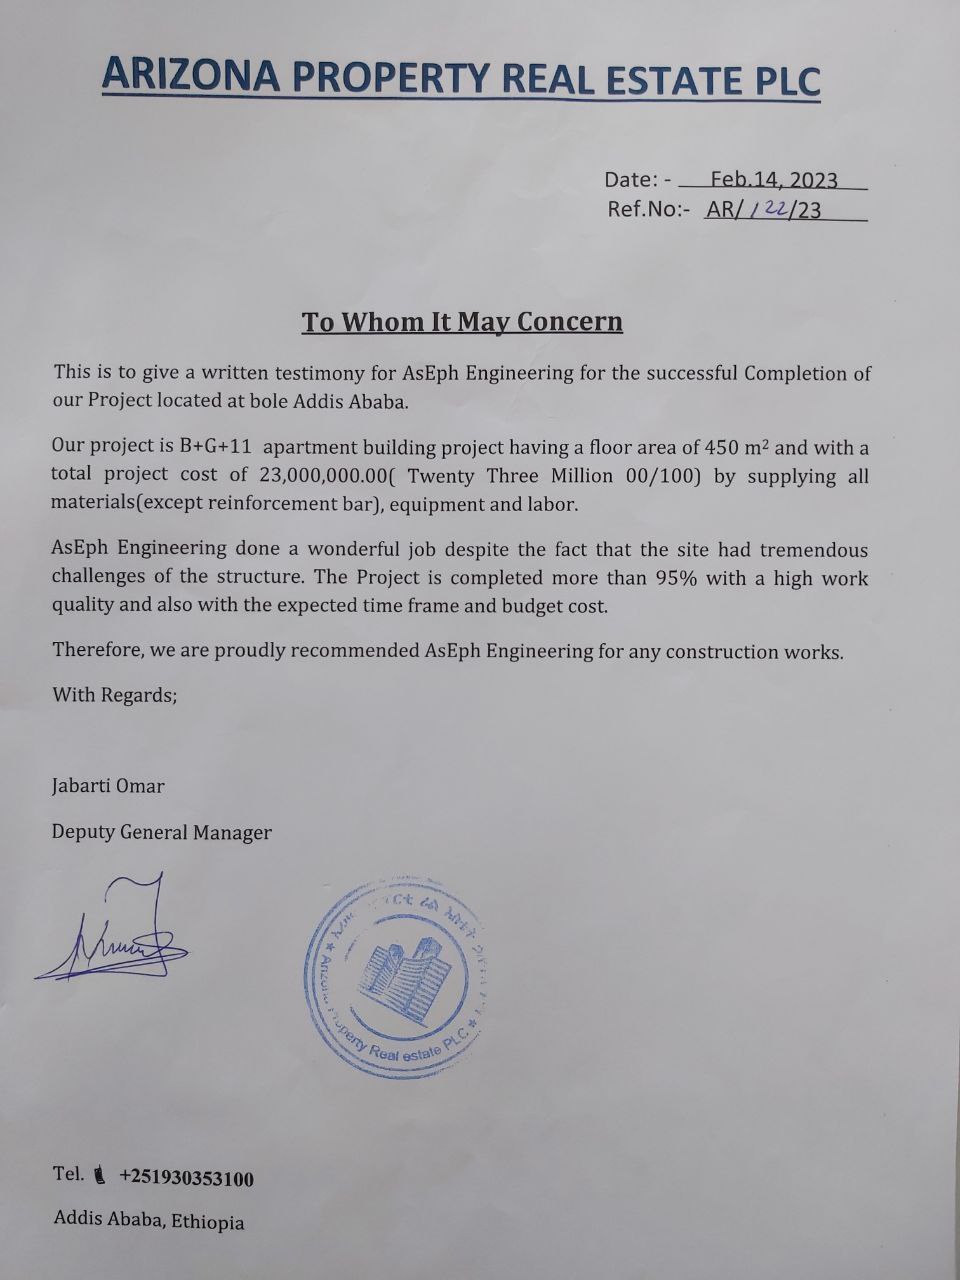 ARIZONA PROPERTY REAL ESTATE PLC
Date: - Feb.14, 2023
Ref.No:- AR/122/23
To Whom It May Concern
This is to give a written testimony for AsEph Engineering for the successful Completion of
our Project located at bole Addis Ababa.
Our project is B+G+11 apartment building project having a floor area of 450 m² and with a
total project cost of 23,000,000.00( Twenty Three Million 00/100) by supplying all
materials(except reinforcement bar), equipment and labor.
AsEph Engineering done a wonderful job despite the fact that the site had tremendous
challenges of the structure. The Project is completed more than 95% with a high work
quality and also with the expected time frame and budget cost.
Therefore, we are proudly recommended AsEph Engineering for any construction works.
With Regards;
Jabarti Omar
Deputy General Manager
Property Real estate PLC
Tel. +251930353100
Addis Ababa, Ethiopia